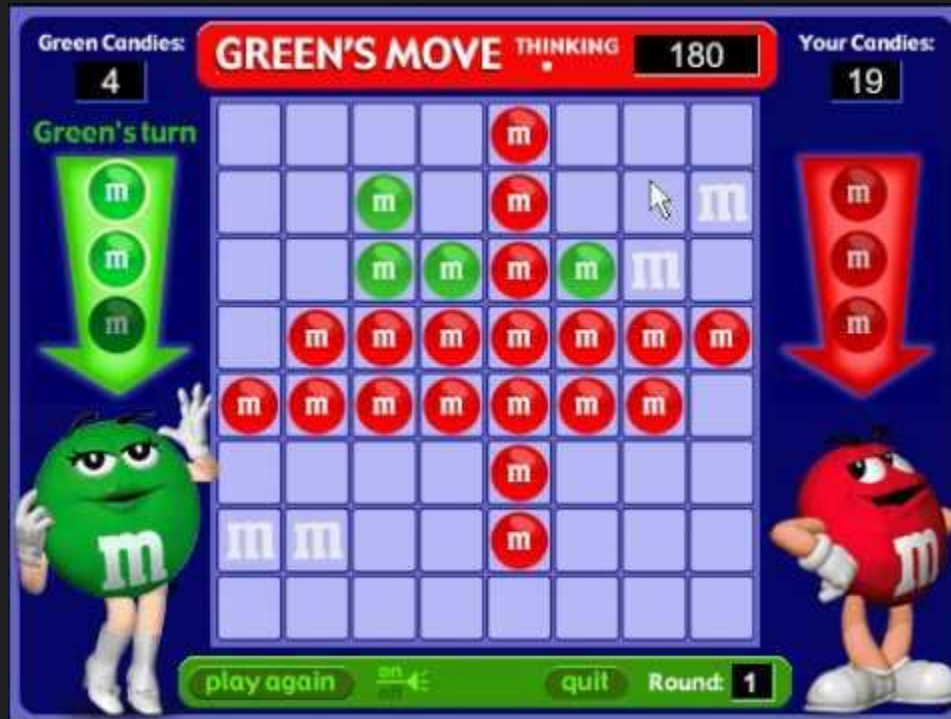 Green Candies:
4
GREEN'S MOVE THINKING 180
Your Candies:
19
Green's turn
m
m
m
m
m
m
m
m m m
m m m m m
m m m m m m m
m m m m m m m
m
m m m
m
m
play again on off quit Round: 1